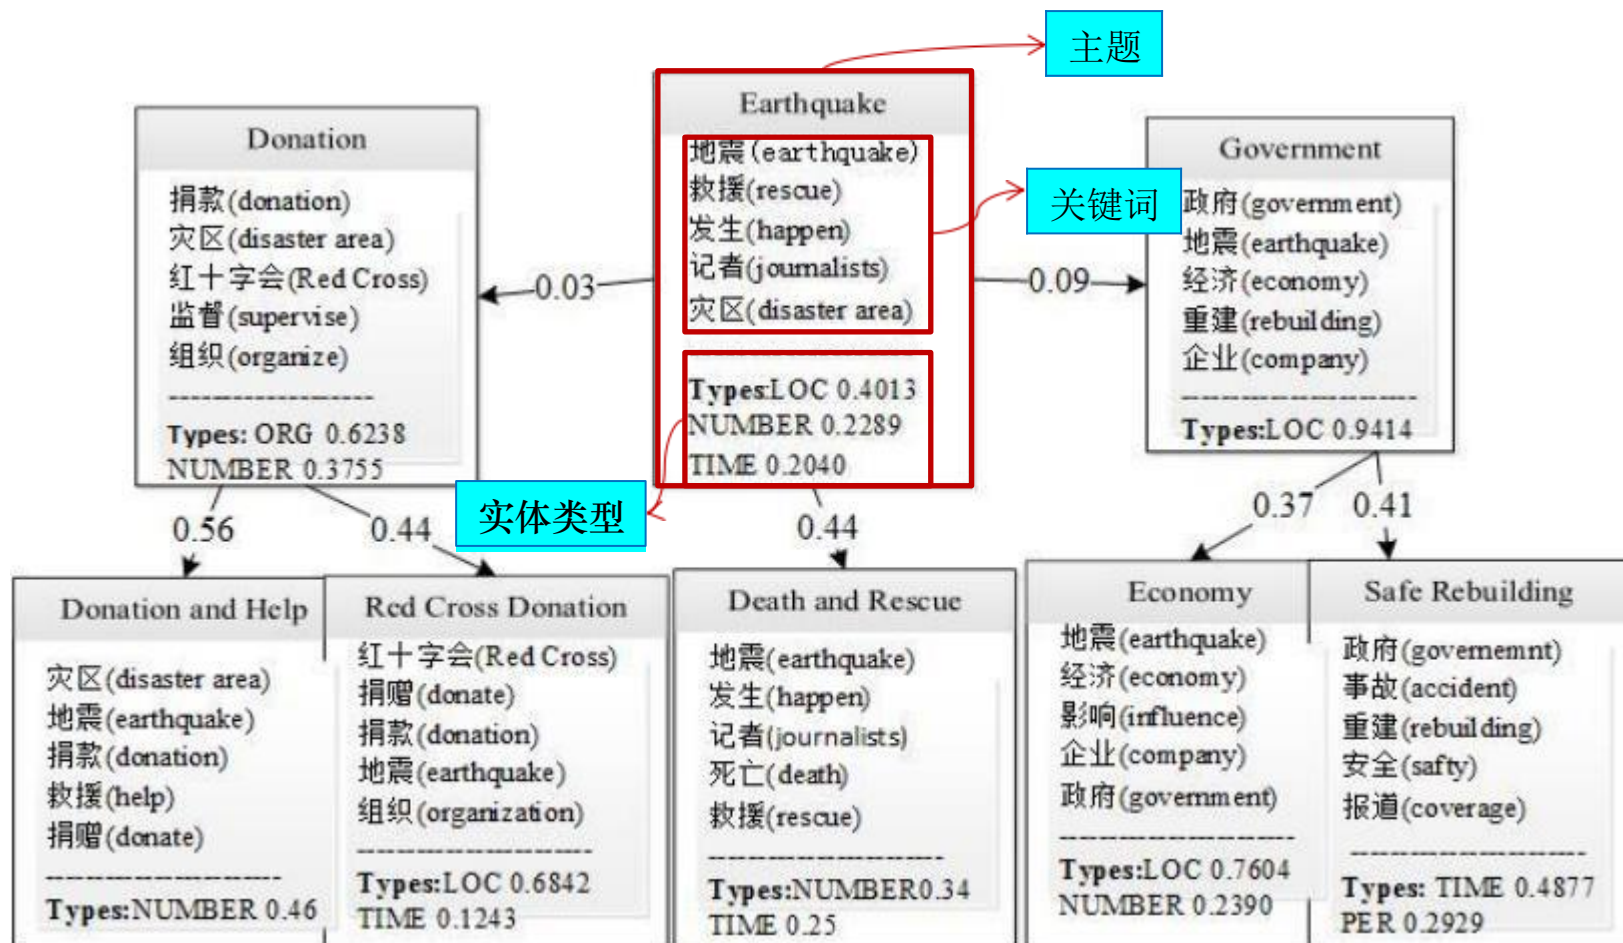 主题
Earthquake
地震(earthquake)
救援(rescue)
发生(happen)
记者(journalists)
灾区(disaster area)
Types:LOC 0.4013
NUMBER 0.2289
TIME 0.2040
关键词
实体类型
Donation
捐款(donation)
灾区(disaster area)
红十字会(Red Cross)
监督(supervise)
组织(organize)
Types: ORG 0.6238
NUMBER 0.3755
0.03
0.09
Government
政府(government)
地震(earthquake)
经济(economy)
重建(rebuilding)
企业(company)
Types:LOC 0.9414
0.56
0.44
0.44
0.37
0.41
Donation and Help
灾区(disaster area)
地震(earthquake)
捐款(donation)
救援(help)
捐赠(donate)
Types:NUMBER 0.46
Red Cross Donation
红十字会(Red Cross)
捐赠(donate)
捐款(donation)
地震(earthquake)
组织(organization)
Types:LOC 0.6842
TIME 0.1243
Death and Rescue
地震(earthquake)
发生(happen)
记者(journalists)
死亡(death)
救援(rescue)
Types:NUMBER0.34
TIME 0.25
Economy
地震(earthquake)
经济(economy)
影响(influence)
企业(company)
政府(government)
Types:LOC 0.7604
NUMBER 0.2390
Safe Rebuilding
政府(governemnt)
事故(accident)
重建(rebuilding)
安全(safty)
报道(coverage)
Types: TIME 0.4877
PER 0.2929